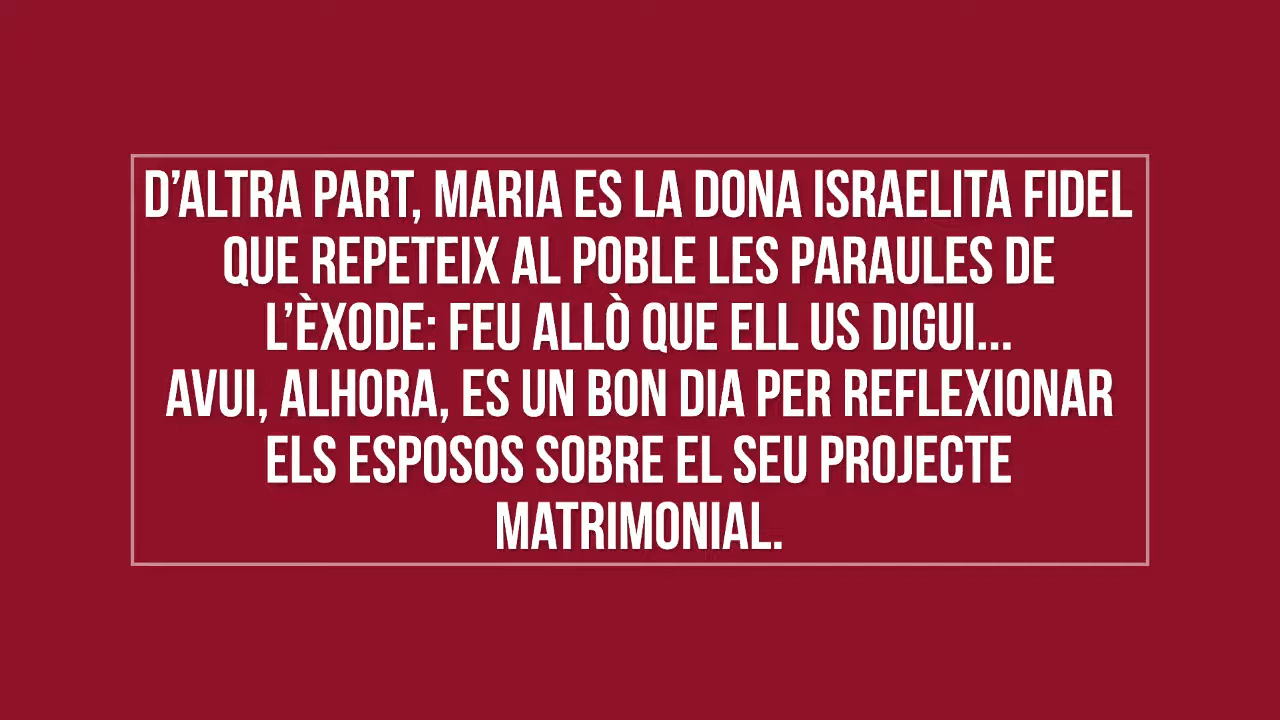 D’ALTRA PART, MARIA ES LA DONA ISRAELITA FIDEL
QUE REPETEIX AL POBLE LES PARAULES DE
L’ÈXODE: FEU ALLÒ QUE ELL US DIGUI...
AVUI, ALHORA, ES UN BON DIA PER REFLEXIONAR
ELS ESPOSOS SOBRE EL SEU PROJECTE
MATRIMONIAL.